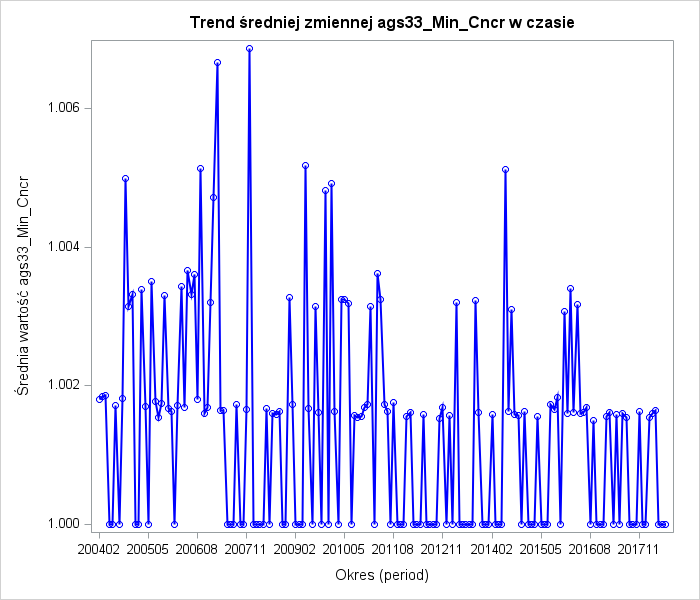 Trend średniej zmiennej ags33_Min_Cncr w czasie
Średnia wartość ags33_Min_Cncr
1.006
1.004
1.002
1.000
200402 200505 200608 200711 200902 201005 201108 201211 201402 201505 201608 201711
Okres (period)